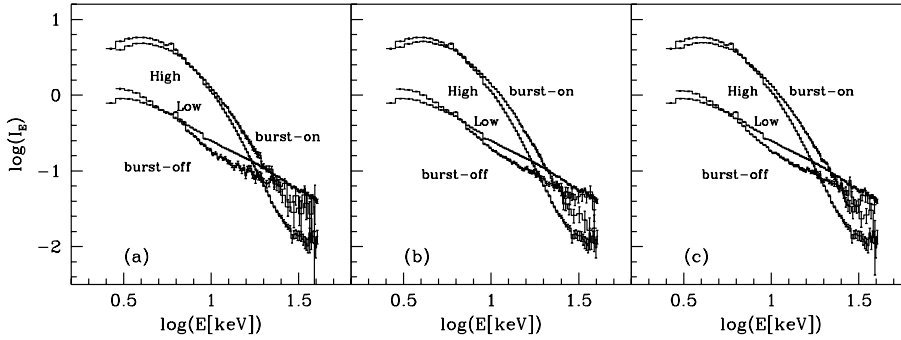 log(I_E)
1
0
-1
-2
High
Low
burst-on
burst-off
(a)
0.5
1
1.5
log(E[keV])
High
Low
burst-on
burst-off
(b)
0.5
1
1.5
log(E[keV])
High
Low
burst-on
burst-off
(c)
0.5
1
1.5
log(E[keV])